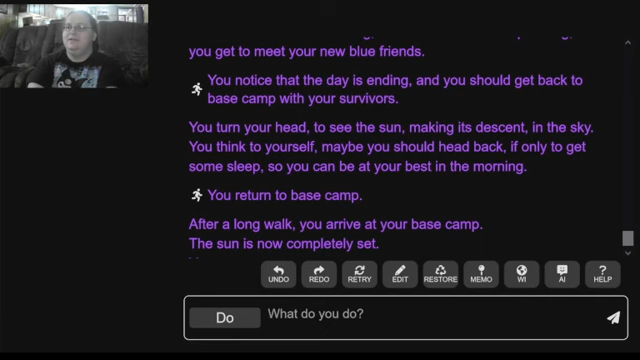 you get to meet your new blue friends.
You notice that the day is ending, and you should get back to
base camp with your survivors.
You turn your head, to see the sun, making its descent, in the sky.
You think to yourself, maybe you should head back, if only to get
some sleep, so you can be at your best in the morning.
You return to base camp.
After a long walk, you arrive at your base camp.
The sun is now completely set.
UNDO REDO RETRY EDIT RESTORE MEMO WI AI HELP
Do What do you do?